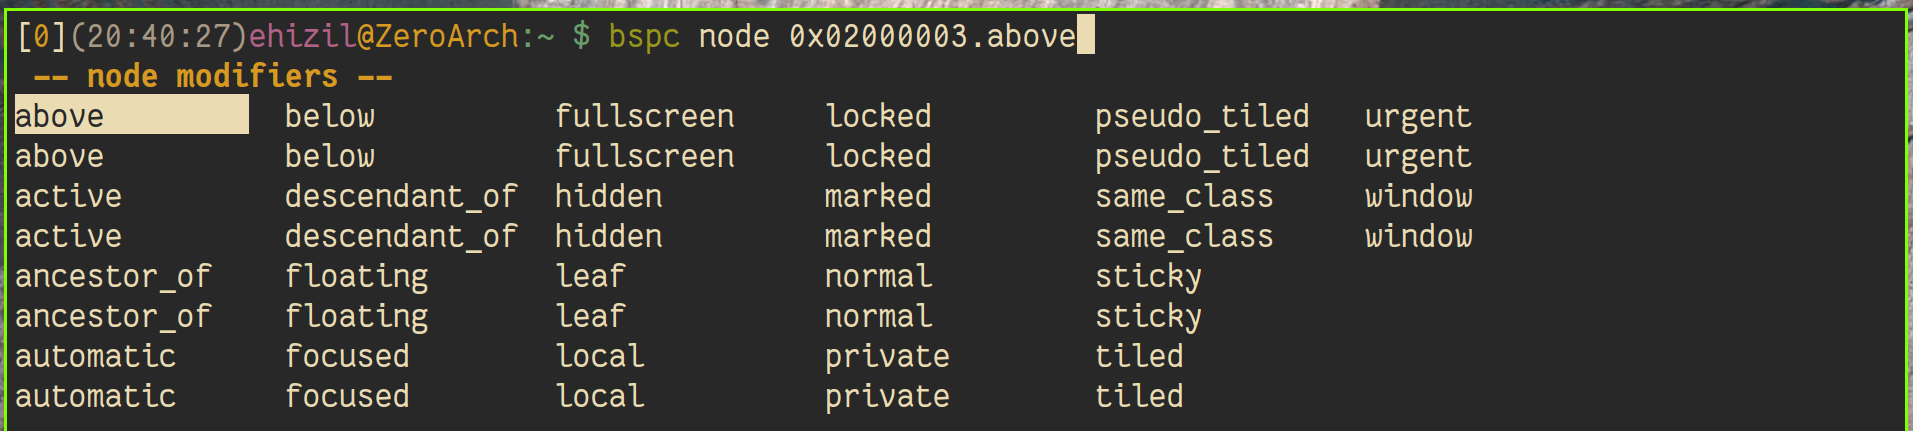 [0](20:40:27)ehizil@ZeroArch:~ $ bspc node 0x02000003.above
-- node modifiers --
above below fullscreen locked pseudo_tiled urgent
above below fullscreen locked pseudo_tiled urgent
active descendant_of hidden marked same_class window
active descendant_of hidden marked same_class window
ancestor_of floating leaf normal sticky
ancestor_of floating leaf normal sticky
automatic focused local private tiled
automatic focused local private tiled